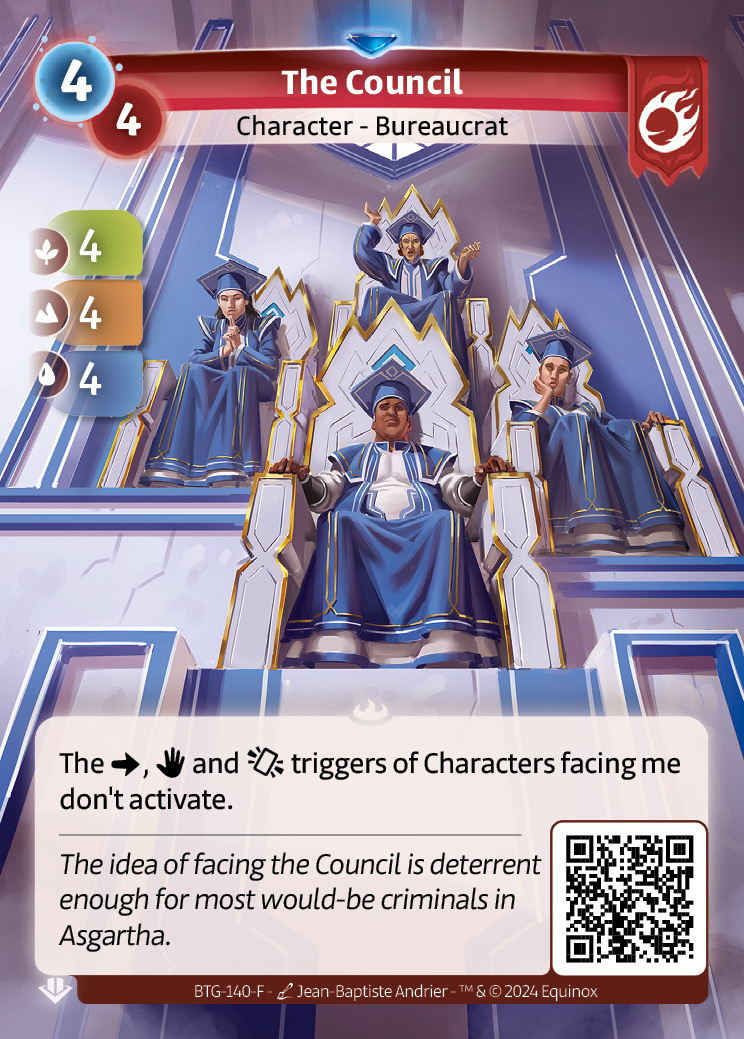 4
The Council
4
Character - Bureaucrat
4
4
4
The , and triggers of Characters facing me
don't activate.
The idea of facing the Council is deterrent
enough for most would-be criminals in
Asgartha.
BTG-140-F - Jean-Baptiste Andrier - ™ & © 2024 Equinox